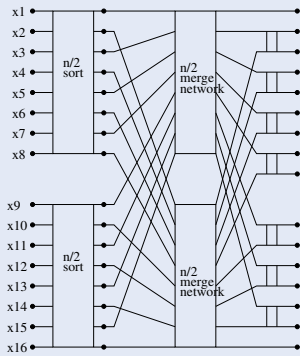 x1
x2
x3
x4
x5
x6
x7
x8
n/2
sort
n/2
merge
network
x9
x10
x11
x12
x13
x14
x15
x16
n/2
sort
n/2
merge
network